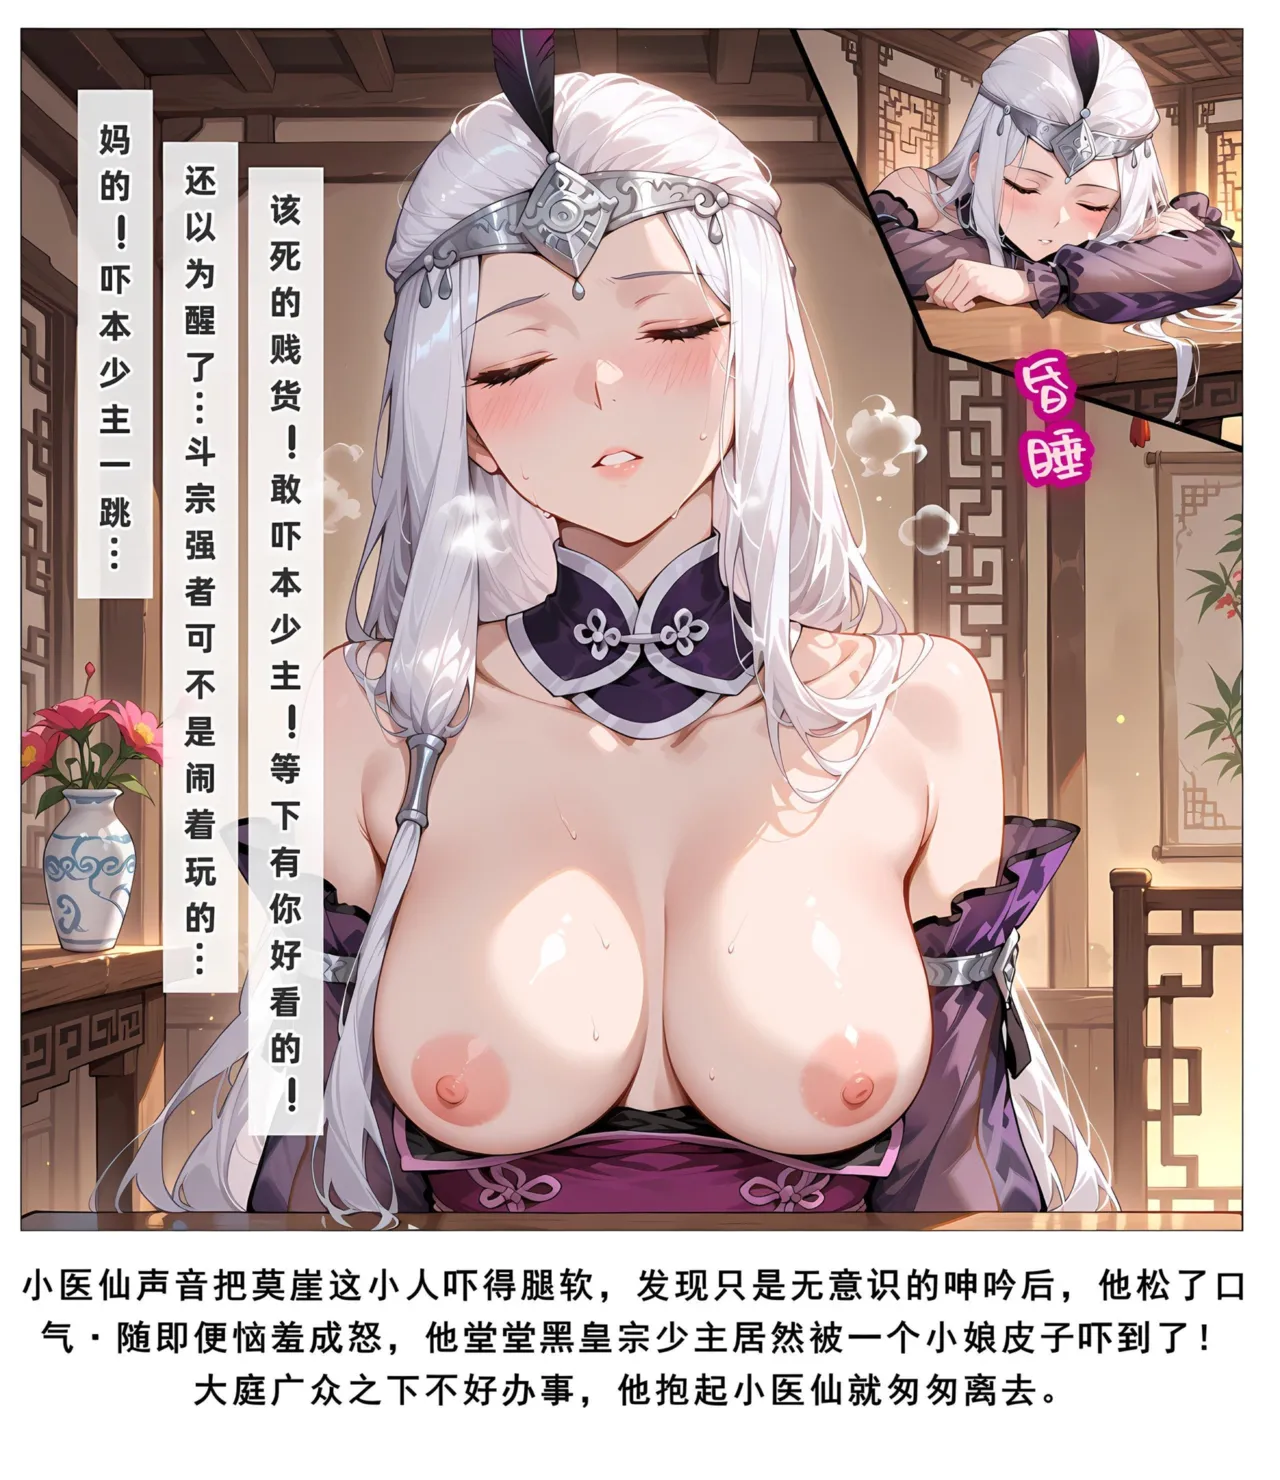 妈的！吓本少主一跳…
还以为醒了…斗宗强者可不是闹着玩的…
该死的贱货！敢吓本少主！等下有你好看的！
昏睡
小医仙声音把莫崖这小人吓得腿软，发现只是无意识的呻吟后，他松了口
气·随即便恼羞成怒，他堂堂黑皇宗少主居然被一个小娘皮子吓到了！
大庭广众之下不好办事，他抱起小医仙就匆匆离去。